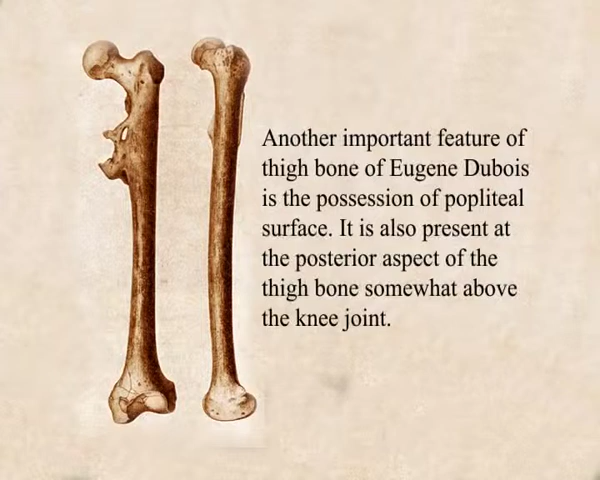 Another important feature of
thigh bone of Eugene Dubois
is the possession of popliteal
surface. It is also present at
the posterior aspect of the
thigh bone somewhat above
the knee joint.